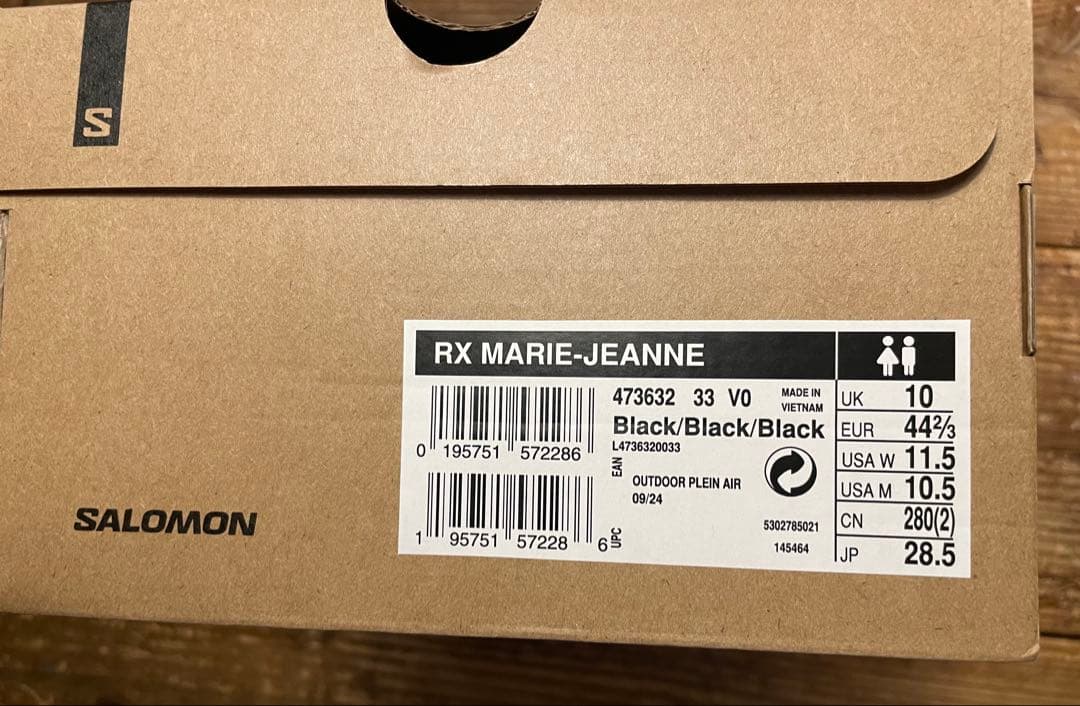 S
RX MARIE-JEANNE
473632 33 V0
MADE IN
VIETNAM
Black/Black/Black
L4736320033
0 195751 572286
EAN
OUTDOOR PLEIN AIR
09/24
1 95751 57228 6
UPC
5302785021
145464
UK 10
EUR 44⅔
USA W 11.5
USA M 10.5
CN 280(2)
JP 28.5
SALOMON